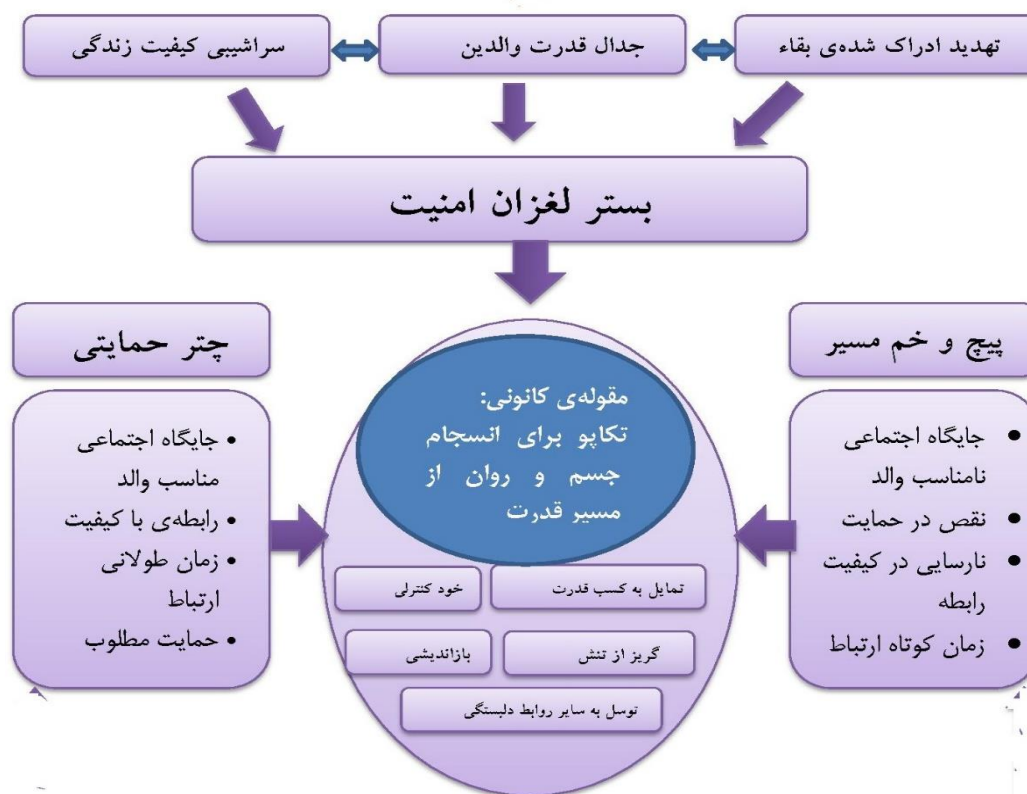 تهدید ادراک شده‌ی بقاء
جدال قدرت والدین
سراشیبی کیفیت زندگی
بستر لغزان امنیت
پیچ و خم مسیر
• جایگاه اجتماعی
نامناسب والد
• نقص در حمایت
• نارسایی در کیفیت
رابطه
• زمان کوتاه ارتباط
مقوله‌ی کانونی:
تکاپو برای انسجام
جسم و روان از
مسیر قدرت
تمایل به کسب قدرت
خود کنترلی
گریز از تنش
بازاندیشی
توسل به سایر روابط دلبستگی
چتر حمایتی
• جایگاه اجتماعی
مناسب والد
• رابطه‌ی با کیفیت
• زمان طولانی
ارتباط
• حمایت مطلوب